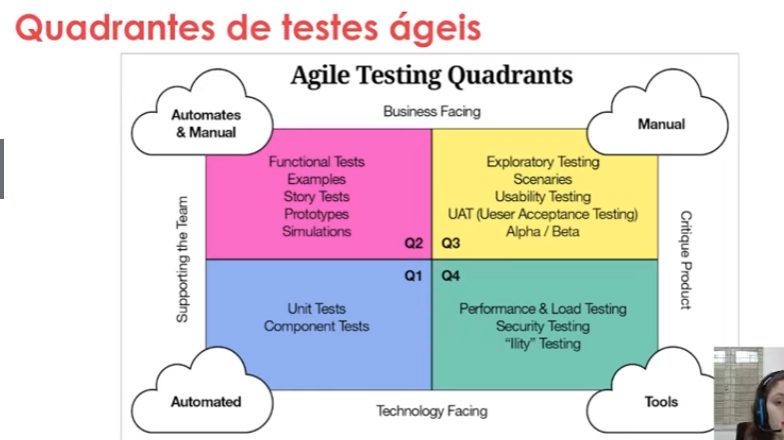 Quadrantes de testes ágeis
Agile Testing Quadrants
Business Facing
Automates
& Manual
Manual
Supporting the Team
Functional Tests
Examples
Story Tests
Prototypes
Simulations
Q2
Exploratory Testing
Scenaries
Usability Testing
UAT (Ueser Acceptance Testing)
Alpha / Beta
Q3
Critique Product
Q1
Unit Tests
Component Tests
Q4
Performance & Load Testing
Security Testing
“Ility” Testing
Automated
Technology Facing
Tools